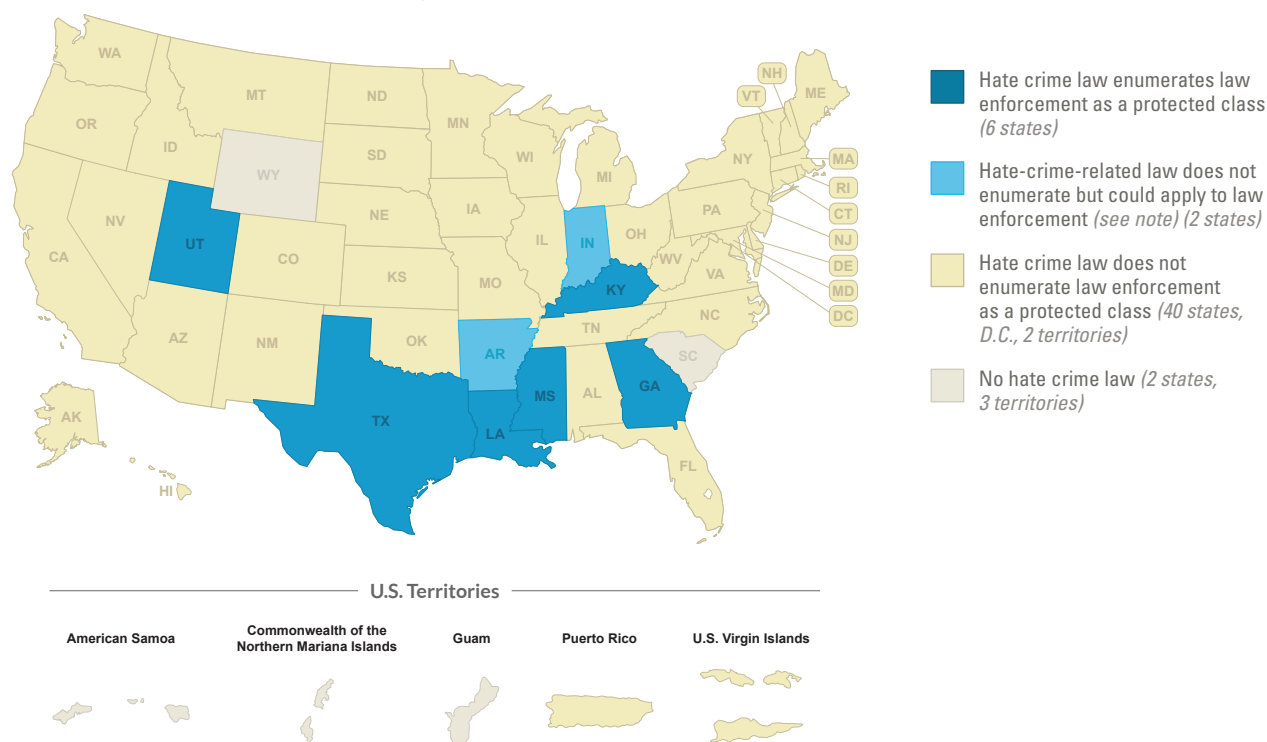 WA
OR
CA
NV
ID
MT
WY
UT
AZ
CO
NM
ND
SD
NE
KS
OK
TX
MN
IA
MO
AR
LA
WI
IL
IN
MI
OH
KY
TN
MS
AL
GA
FL
SC
NC
VA
WV
PA
NY
VT
NH
ME
MA
RI
CT
NJ
DE
MD
DC
AK
HI
Hate crime law enumerates law
enforcement as a protected class
(6 states)
Hate-crime-related law does not
enumerate but could apply to law
enforcement (see note) (2 states)
Hate crime law does not
enumerate law enforcement
as a protected class (40 states,
D.C., 2 territories)
No hate crime law (2 states,
3 territories)
U.S. Territories
American Samoa
Commonwealth of the
Northern Mariana Islands
Guam
Puerto Rico
U.S. Virgin Islands